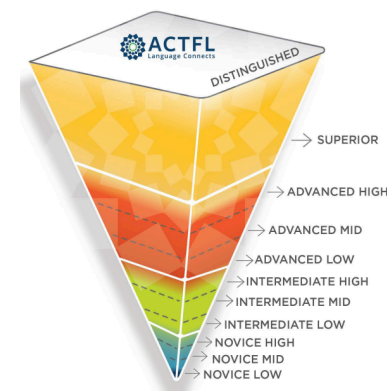 ACTFL
Language Connects
DISTINGUISHED
SUPERIOR
ADVANCED HIGH
ADVANCED MID
ADVANCED LOW
INTERMEDIATE HIGH
INTERMEDIATE MID
INTERMEDIATE LOW
NOVICE HIGH
NOVICE MID
NOVICE LOW